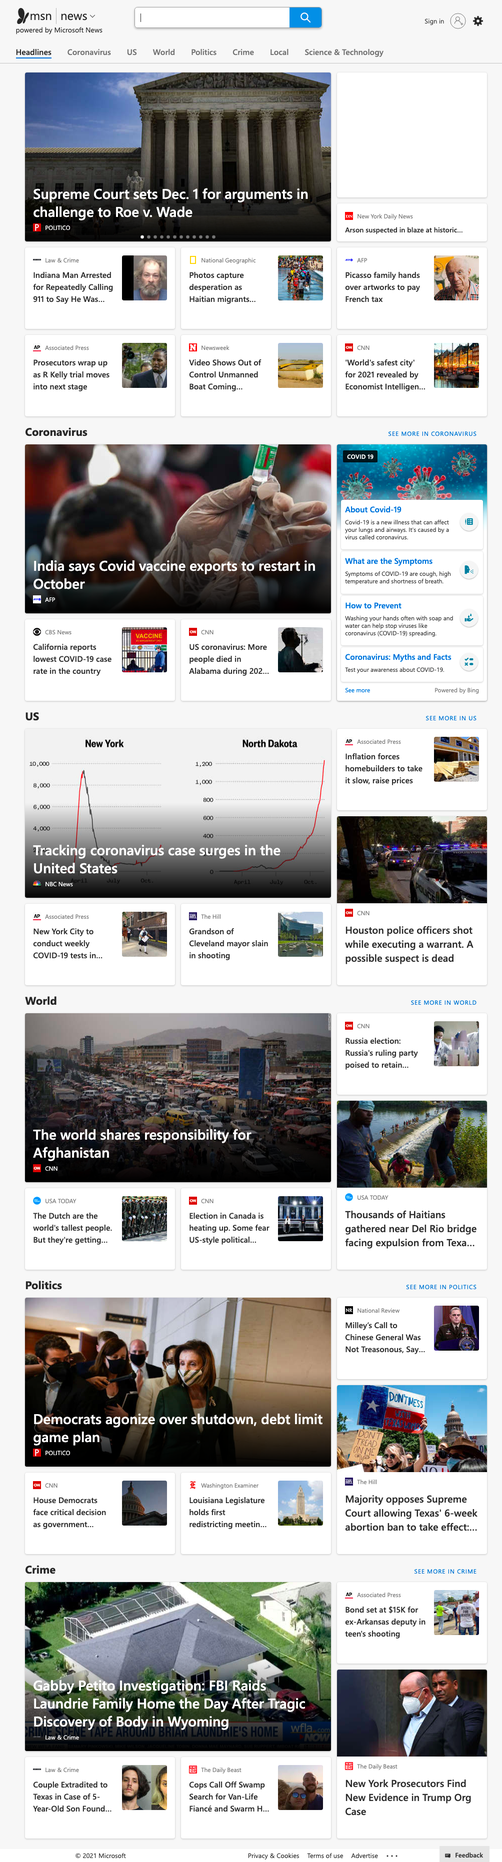 msn | news
powered by Microsoft News
Sign in
Headlines Coronavirus US World Politics Crime Local Science & Technology
Supreme Court sets Dec. 1 for arguments in
challenge to Roe v. Wade
POLITICO
New York Daily News
Arson suspected in blaze at historic...
Law & Crime
Indiana Man Arrested
for Repeatedly Calling
911 to Say He Was...
National Geographic
Photos capture
desperation as
Haitian migrants...
AFP
Picasso family hands
over artworks to pay
French tax
AP Associated Press
Prosecutors wrap up
as R Kelly trial moves
into next stage
Newsweek
Video Shows Out of
Control Unmanned
Boat Coming...
CNN
'World's safest city'
for 2021 revealed by
Economist Intelligen...
Coronavirus
SEE MORE IN CORONAVIRUS
India says Covid vaccine exports to restart in
October
AFP
COVID 19
About Covid-19
Covid-19 is a new illness that can affect
your lungs and airways. It's caused by a
virus called coronavirus.
What are the Symptoms
Symptoms of COVID-19 are cough, high
temperature and shortness of breath.
How to Prevent
Washing your hands often with soap and
water can help stop viruses like
coronavirus (COVID-19) spreading.
Coronavirus: Myths and Facts
Test your awareness about COVID-19.
See more
Powered by Bing
CBS News
California reports
lowest COVID-19 case
rate in the country
VACCINE
CNN
US coronavirus: More
people died in
Alabama during 202...
US
SEE MORE IN US
New York
North Dakota
10,000
8,000
6,000
4,000
1,200
1,000
800
600
400
0
April July Oct.
April July Oct.
Tracking coronavirus case surges in the
United States
NBC News
AP Associated Press
Inflation forces
homebuilders to take
it slow, raise prices
CNN
Houston police officers shot
while executing a warrant. A
possible suspect is dead
AP Associated Press
New York City to
conduct weekly
COVID-19 tests in...
The Hill
Grandson of
Cleveland mayor slain
in shooting
World
SEE MORE IN WORLD
The world shares responsibility for
Afghanistan
CNN
CNN
Russia election:
Russia's ruling party
poised to retain...
USA TODAY
Thousands of Haitians
gathered near Del Rio bridge
facing expulsion from Texa...
USA TODAY
The Dutch are the
world's tallest people.
But they're getting...
CNN
Election in Canada is
heating up. Some fear
US-style political...
Politics
SEE MORE IN POLITICS
Democrats agonize over shutdown, debt limit
game plan
POLITICO
National Review
Milley's Call to
Chinese General Was
Not Treasonous, Say...
DON'T MESS
The Hill
Majority opposes Supreme
Court allowing Texas' 6-week
abortion ban to take effect:...
CNN
House Democrats
face critical decision
as government...
Washington Examiner
Louisiana Legislature
holds first
redistricting meetin...
Crime
SEE MORE IN CRIME
Gabby Petito Investigation: FBI Raids
Laundrie Family Home the Day After Tragic
Discovery of Body in Wyoming
CRIME SCENE TAPE AROUND BRIAN LAUNDRIE'S HOME
wfla
Law & Crime
AP Associated Press
Bond set at $15K for
ex-Arkansas deputy in
teen's shooting
The Daily Beast
New York Prosecutors Find
New Evidence in Trump Org
Case
Law & Crime
Couple Extradited to
Texas in Case of 5-
Year-Old Son Found...
The Daily Beast
Cops Call Off Swamp
Search for Van-Life
Fiancé and Swarm H...
© 2021 Microsoft
Privacy & Cookies Terms of use Advertise ...
Feedback